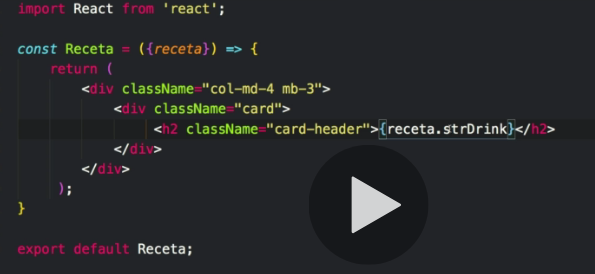 import React from 'react';
const Receta = ({receta}) => {
return (
<div className="col-md-4 mb-3">
<div className="card">
<h2 className="card-header">{receta.strDrink}</h2>
</div>
</div>
);
}
export default Receta;